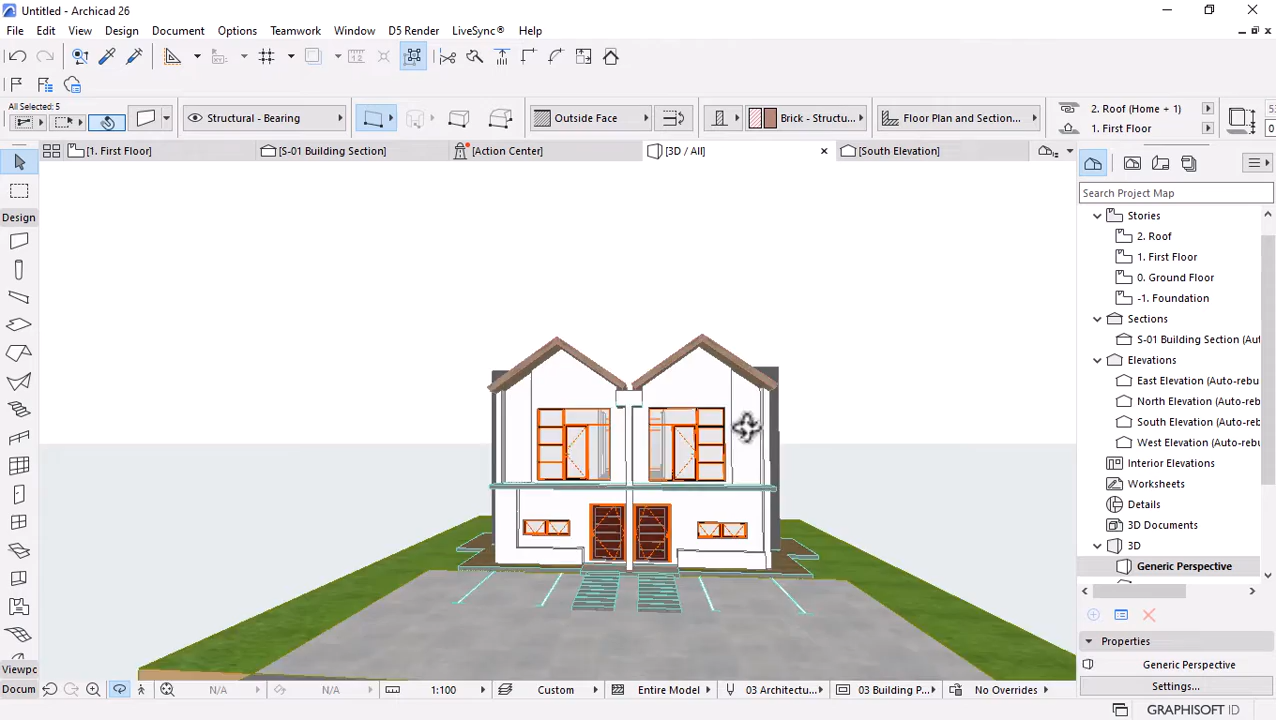 Untitled - Archicad 26
File Edit View Design Document Options Teamwork Window D5 Render LiveSync® Help
All Selected: 5
Structural - Bearing
Outside Face
Brick - Structu...
Floor Plan and Section...
2. Roof (Home + 1)
1. First Floor
[1. First Floor]
[S-01 Building Section]
[Action Center]
[3D / All]
[South Elevation]
Design
Search Project Map
Stories
2. Roof
1. First Floor
0. Ground Floor
-1. Foundation
Sections
S-01 Building Section (Aut
Elevations
East Elevation (Auto-rebu
North Elevation (Auto-reb
South Elevation (Auto-reb
West Elevation (Auto-reb
Interior Elevations
Worksheets
Details
3D Documents
3D
Generic Perspective
Properties
Generic Perspective
Settings...
Viewpc
Docum
N/A
N/A
1:100
Custom
Entire Model
03 Architectu...
03 Building P...
No Overrides
GRAPHISOFT ID